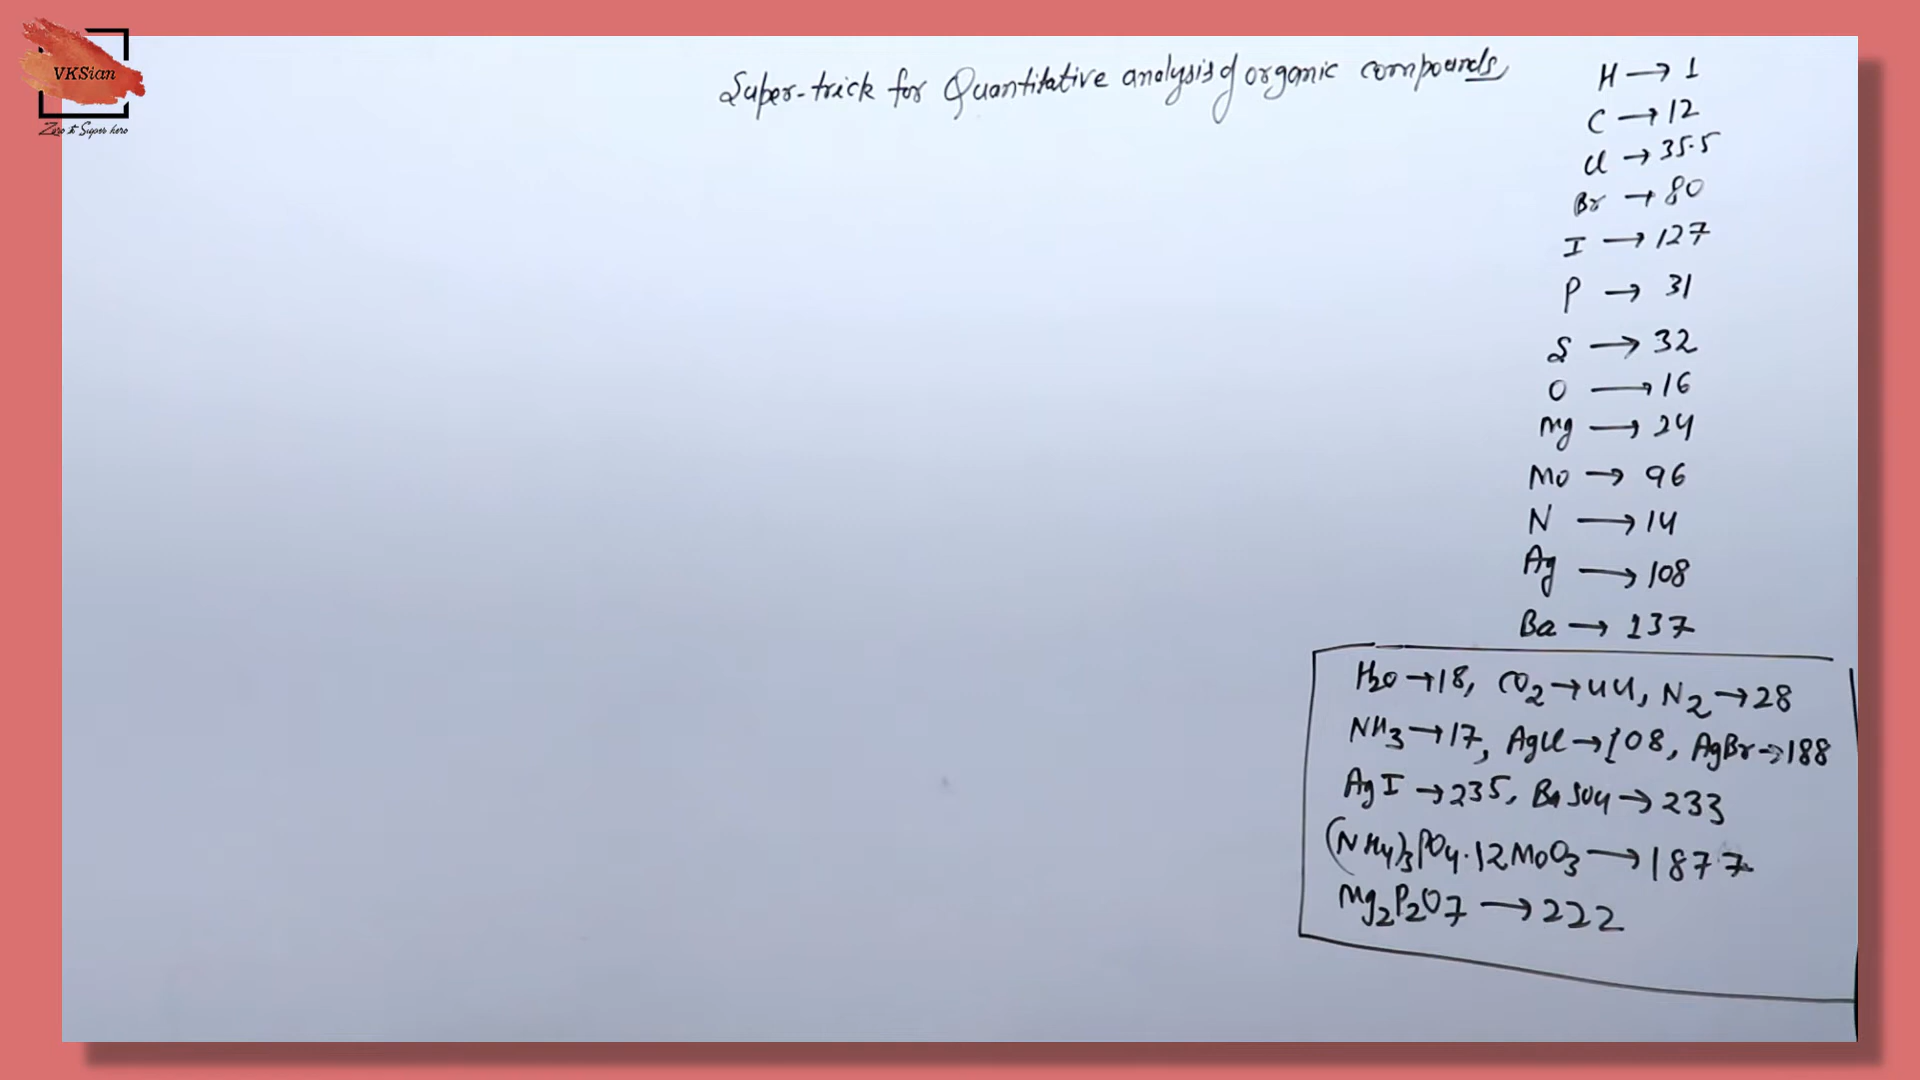 VKSian
Zero to Super hero
Super-trick for Quantitative analysis of organic compounds
H → 1
C → 12
Cl → 35.5
Br → 80
I → 127
P → 31
S → 32
O → 16
Mg → 24
Mo → 96
N → 14
Ag → 108
Ba → 137
H2O → 18, CO2 → 44, N2 → 28
NH3 → 17, AgCl → 108, AgBr → 188
AgI → 235, BaSO4 → 233
(NH4)3PO4.12MoO3 → 1877
Mg2P2O7 → 222